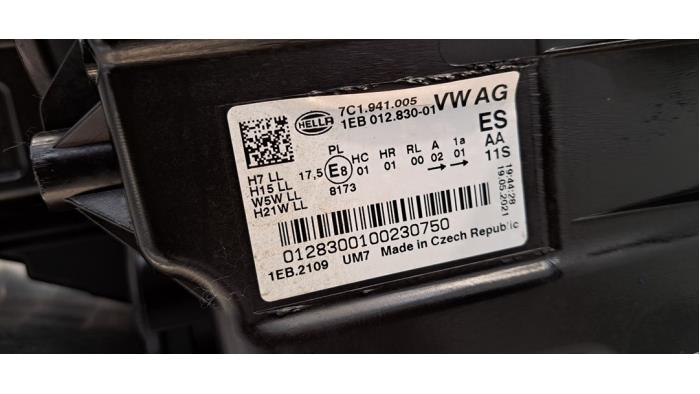 HELLA
7C1.941.005
1EB 012.830-01
VW AG
ES
AA
11S
19:44:28
19.05.2021
H7 LL
H15 LL
W5W LL
H21W LL
PL HC HR RL A 1a
17,5 E8 01 01 00 02 01
8173
0128300100230750
1EB.2109 UM7 Made in Czech Republic